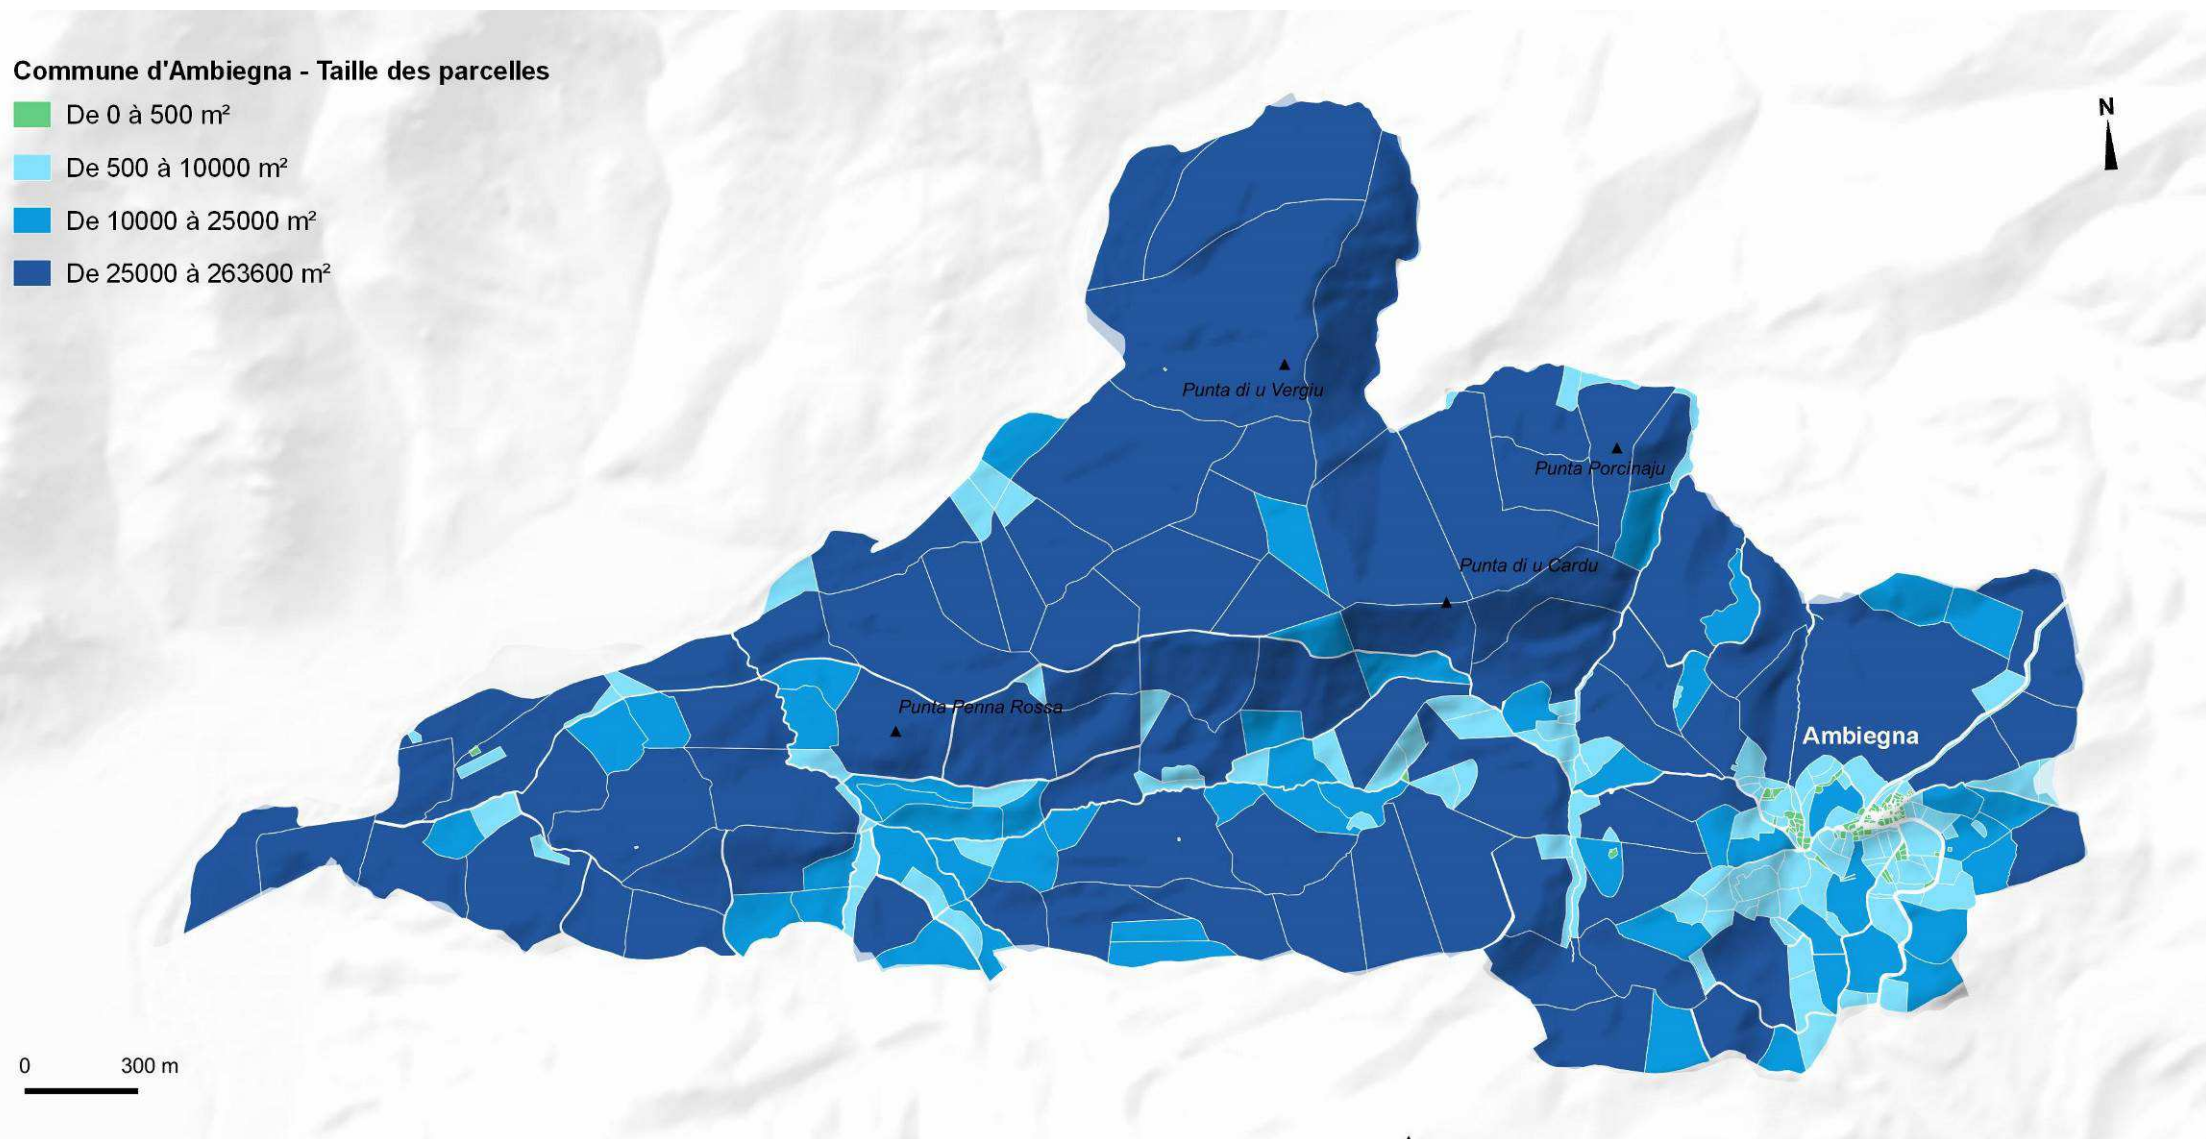 Commune d'Ambiegna - Taille des parcelles
De 0 à 500 m²
De 500 à 10000 m²
De 10000 à 25000 m²
De 25000 à 263600 m²
N
Punta di u Vergiu
Punta Porcinaju
Punta di u Cardu
Punta Penna Rossa
Ambiegna
0 300 m